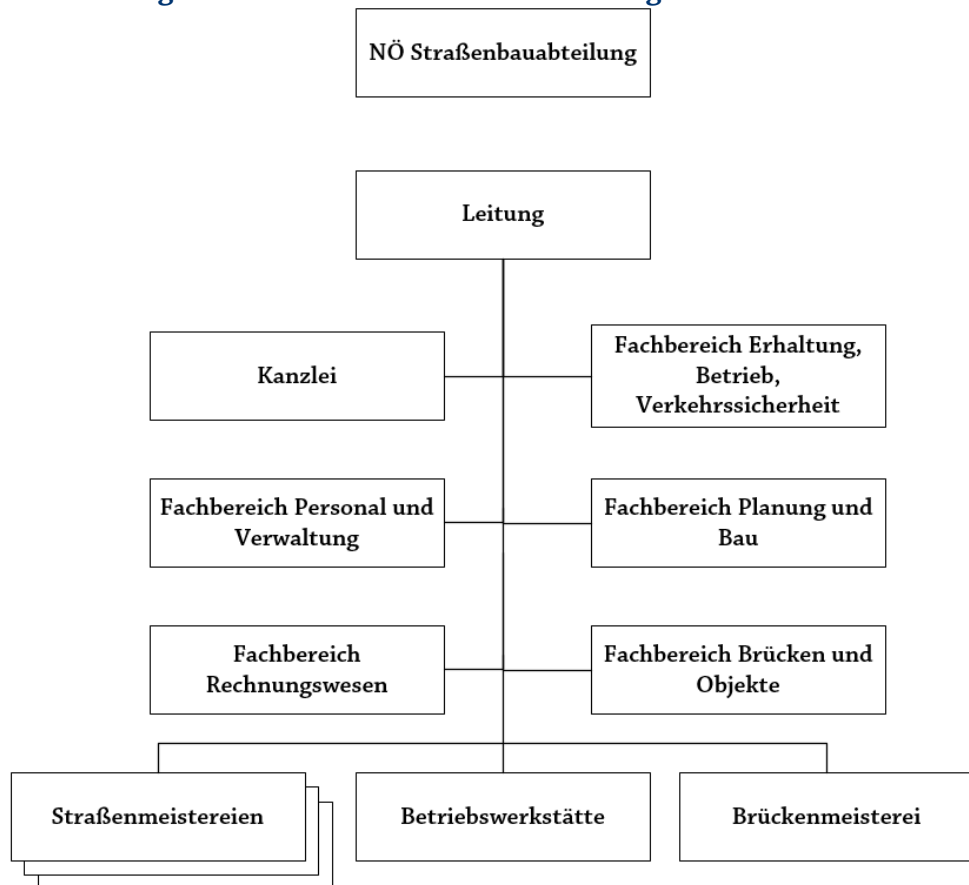 NÖ Straßenbauabteilung
Leitung
Kanzlei
Fachbereich Erhaltung,
Betrieb,
Verkehrssicherheit
Fachbereich Personal und
Verwaltung
Fachbereich Planung und
Bau
Fachbereich
Rechnungswesen
Fachbereich Brücken und
Objekte
Straßenmeistereien
Betriebswerkstätte
Brückenmeisterei